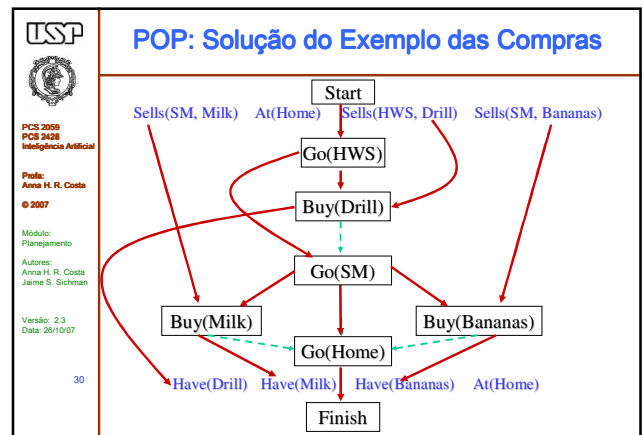 USP
POP: Solução do Exemplo das Compras
PCS 2059
PCS 2428
Inteligência Artificial
Profa:
Anna H. R. Costa
© 2007
Módulo:
Planejamento
Autores:
Anna H. R. Costa
Jaime S. Sichman
Versão: 2.3
Data: 26/10/07
30
Start
Sells(SM, Milk) At(Home) Sells(HWS, Drill) Sells(SM, Bananas)
Go(HWS)
Buy(Drill)
Go(SM)
Buy(Milk) Buy(Bananas)
Go(Home)
Have(Drill) Have(Milk) Have(Bananas) At(Home)
Finish